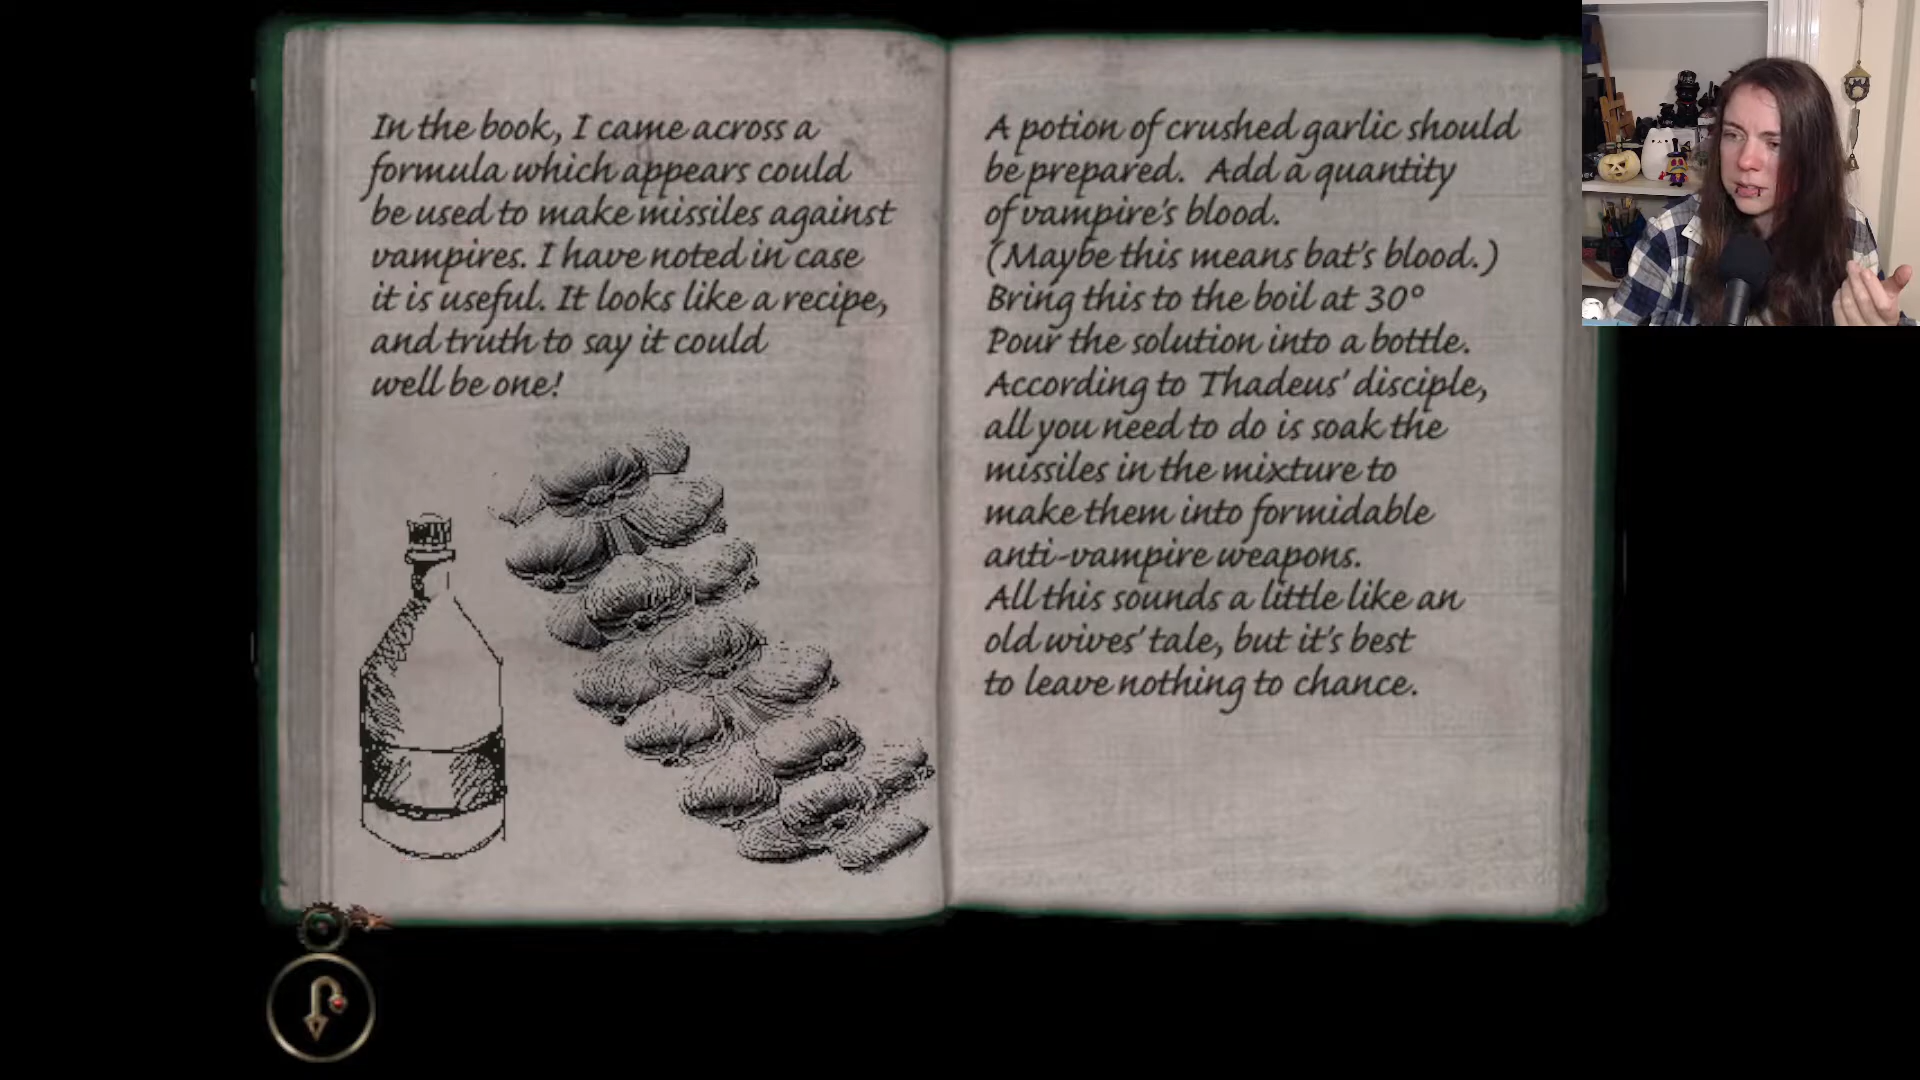 In the book, I came across a
formula which appears could
be used to make missiles against
vampires. I have noted in case
it is useful. It looks like a recipe,
and truth to say it could
well be one!
A potion of crushed garlic should
be prepared. Add a quantity
of vampire's blood.
(Maybe this means bat's blood.)
Bring this to the boil at 30°
Pour the solution into a bottle.
According to Thadeus' disciple,
all you need to do is soak the
missiles in the mixture to
make them into formidable
anti-vampire weapons.
All this sounds a little like an
old wives' tale, but it's best
to leave nothing to chance.